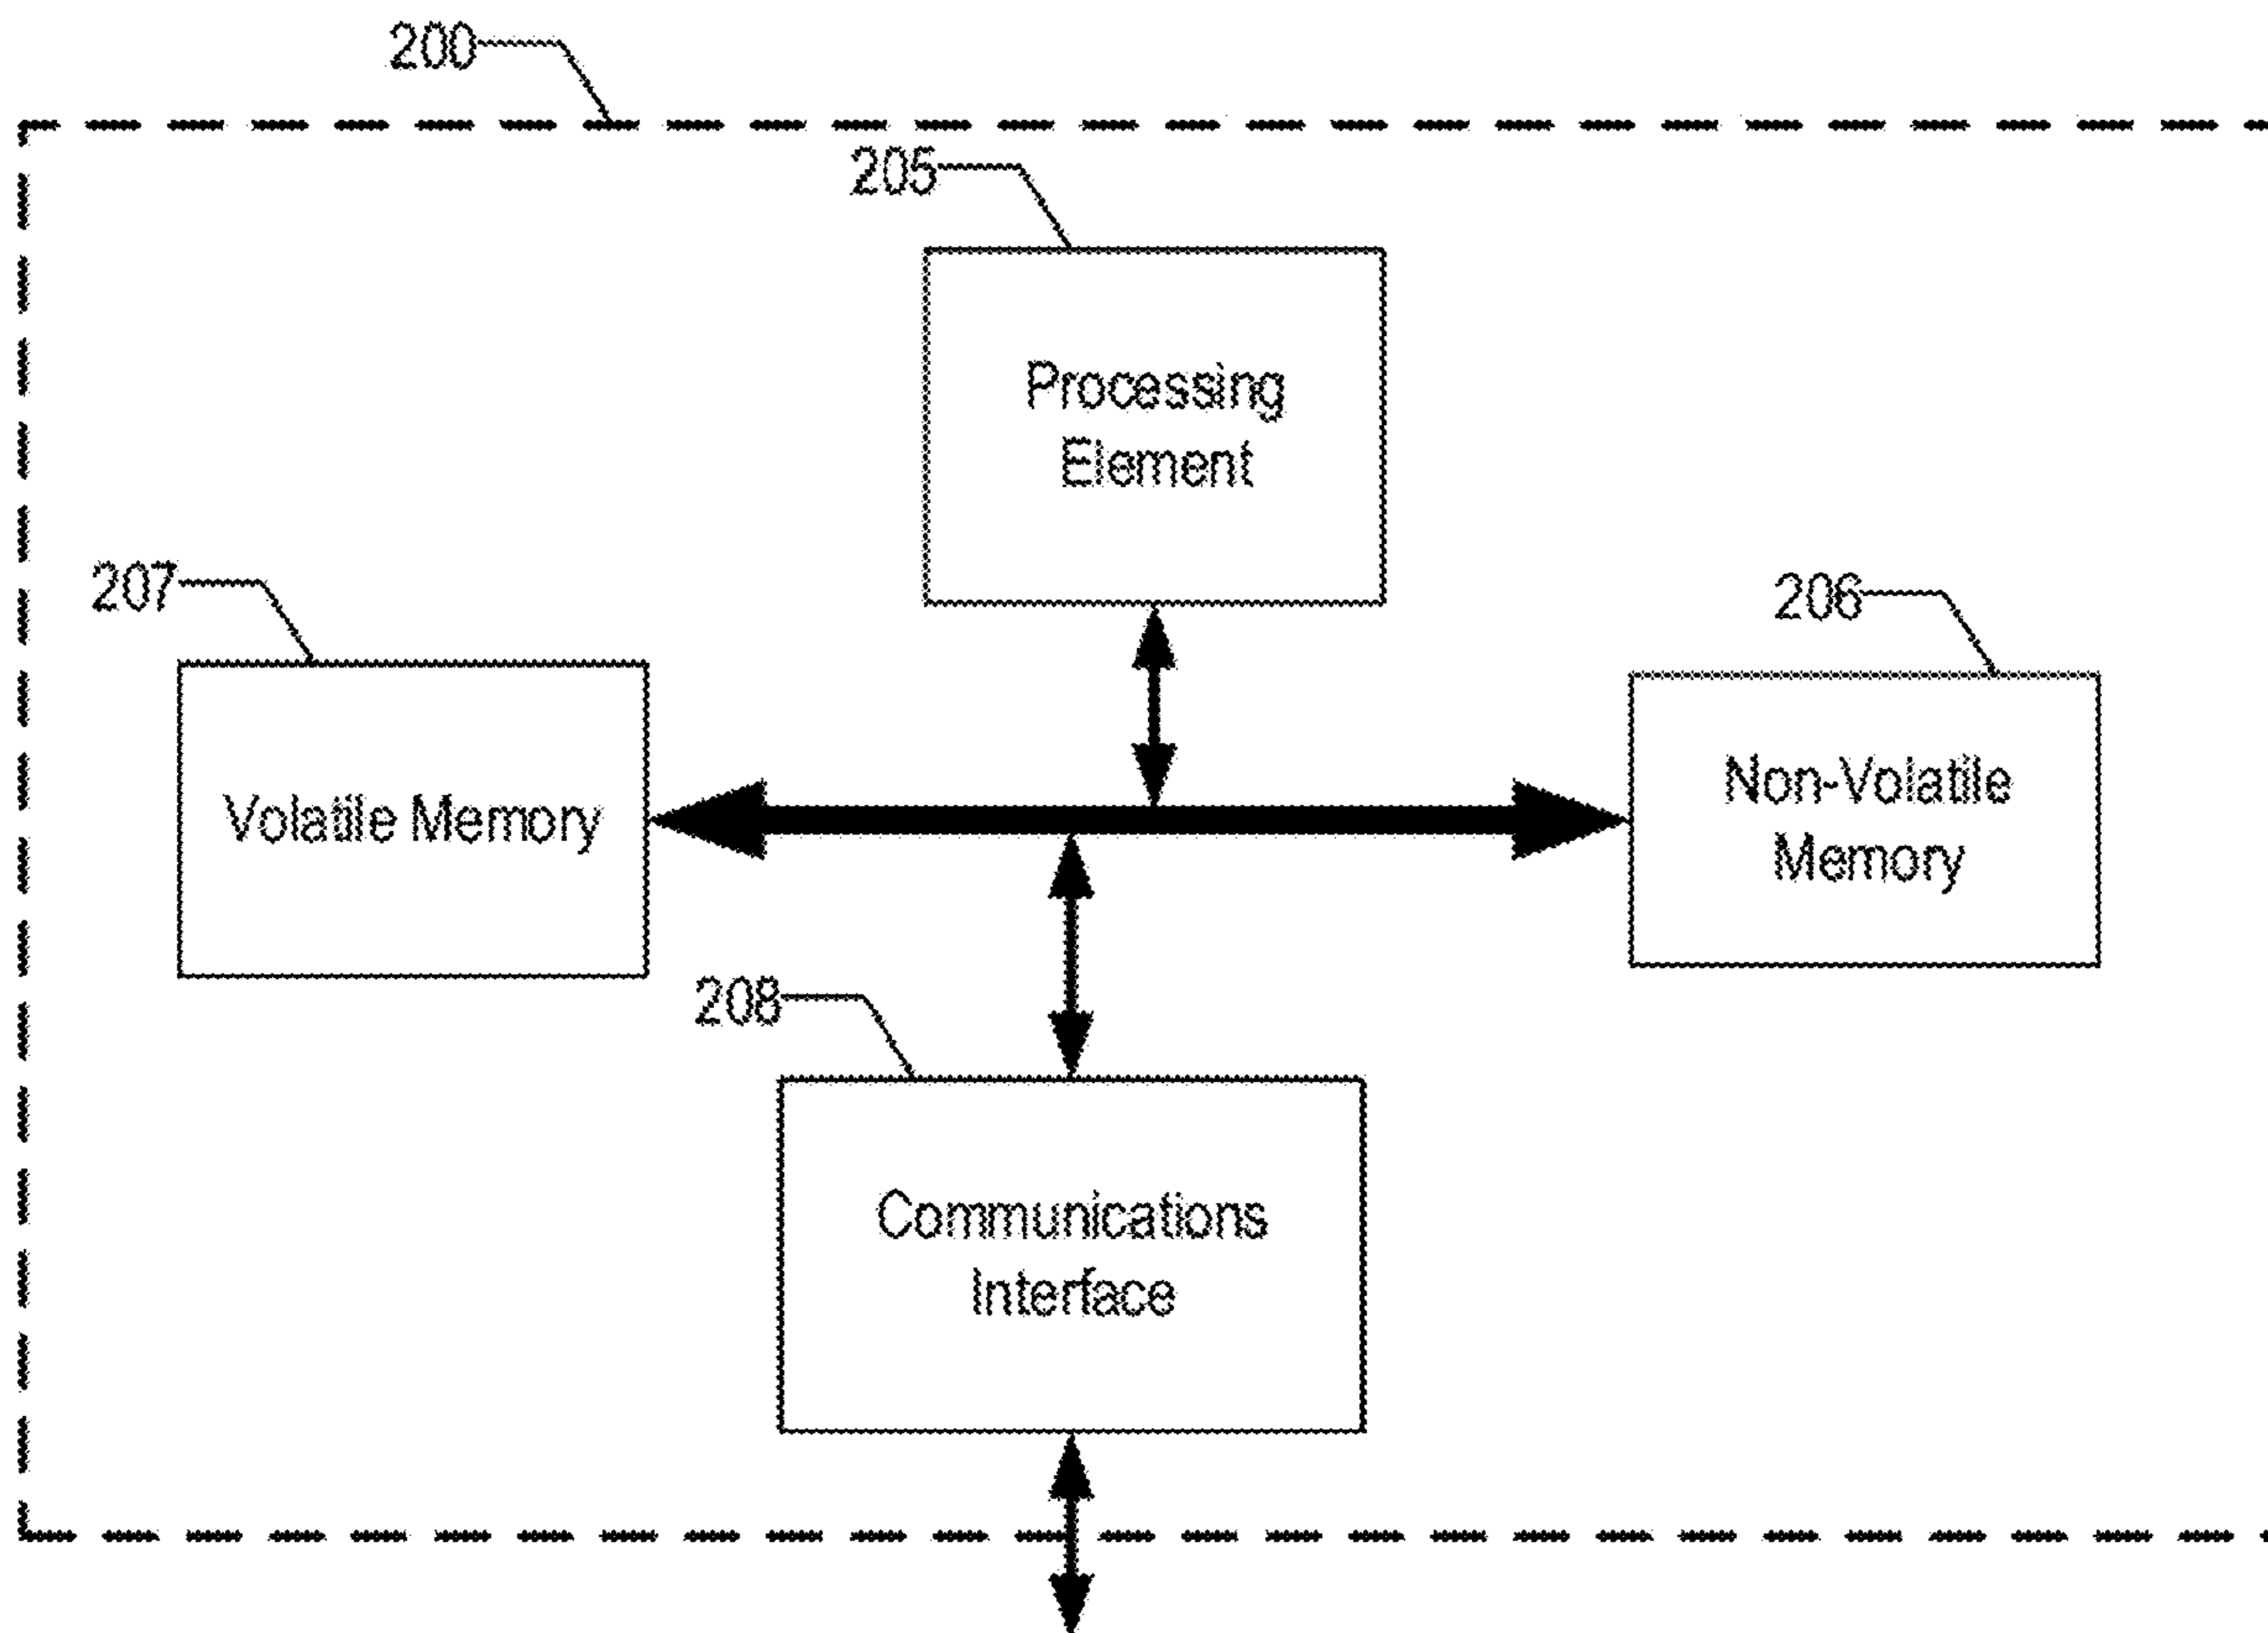 200
205
Processing
Element
207
206
Volatile Memory
Non-Volatile
Memory
208
Communications
Interface